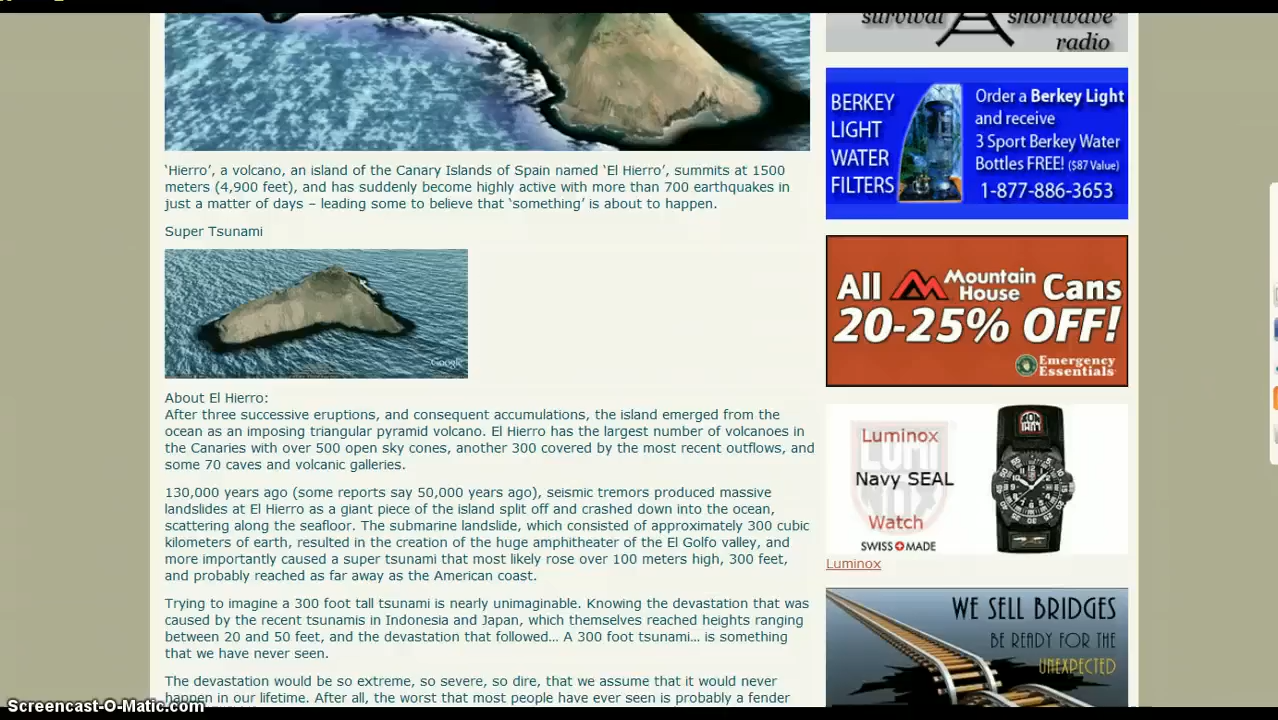 survival shortwave
radio
BERKEY
LIGHT
WATER
FILTERS
Order a Berkey Light
and receive
3 Sport Berkey Water
Bottles FREE! ($87 Value)
1-877-886-3653
‘Hierro’, a volcano, an island of the Canary Islands of Spain named ‘El Hierro’, summits at 1500
meters (4,900 feet), and has suddenly become highly active with more than 700 earthquakes in
just a matter of days – leading some to believe that ‘something’ is about to happen.
Super Tsunami
Google
All Mountain House Cans
20-25% OFF!
Emergency
Essentials
About El Hierro:
After three successive eruptions, and consequent accumulations, the island emerged from the
ocean as an imposing triangular pyramid volcano. El Hierro has the largest number of volcanoes in
the Canaries with over 500 open sky cones, another 300 covered by the most recent outflows, and
some 70 caves and volcanic galleries.
Luminox
Navy SEAL
Watch
SWISS MADE
Luminox
130,000 years ago (some reports say 50,000 years ago), seismic tremors produced massive
landslides at El Hierro as a giant piece of the island split off and crashed down into the ocean,
scattering along the seafloor. The submarine landslide, which consisted of approximately 300 cubic
kilometers of earth, resulted in the creation of the huge amphitheater of the El Golfo valley, and
more importantly caused a super tsunami that most likely rose over 100 meters high, 300 feet,
and probably reached as far away as the American coast.
Trying to imagine a 300 foot tall tsunami is nearly unimaginable. Knowing the devastation that was
caused by the recent tsunamis in Indonesia and Japan, which themselves reached heights ranging
between 20 and 50 feet, and the devastation that followed… A 300 foot tsunami… is something
that we have never seen.
WE SELL BRIDGES
BE READY FOR THE
UNEXPECTED
The devastation would be so extreme, so severe, so dire, that we assume that it would never
happen in our lifetime. After all, the worst that most people have ever seen is probably a fender
Screencast-O-Matic.com